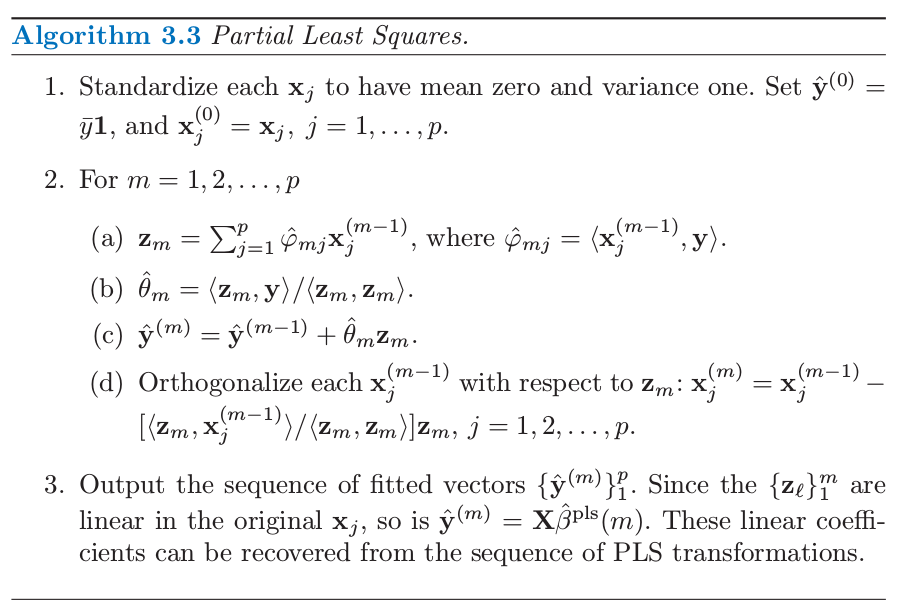 Algorithm 3.3 Partial Least Squares.
1. Standardize each $\mathbf{x}_j$ to have mean zero and variance one. Set $\hat{\mathbf{y}}^{(0)} =$
$\bar{y}\mathbf{1}$, and $\mathbf{x}_j^{(0)} = \mathbf{x}_j,\ j = 1, \ldots, p.$
2. For $m = 1, 2, \ldots, p$
(a) $\mathbf{z}_m = \sum_{j=1}^{p} \hat{\varphi}_{mj}\mathbf{x}_j^{(m-1)}$, where $\hat{\varphi}_{mj} = \langle \mathbf{x}_j^{(m-1)}, \mathbf{y} \rangle.$
(b) $\hat{\theta}_m = \langle \mathbf{z}_m, \mathbf{y} \rangle / \langle \mathbf{z}_m, \mathbf{z}_m \rangle.$
(c) $\hat{\mathbf{y}}^{(m)} = \hat{\mathbf{y}}^{(m-1)} + \hat{\theta}_m \mathbf{z}_m.$
(d) Orthogonalize each $\mathbf{x}_j^{(m-1)}$ with respect to $\mathbf{z}_m$: $\mathbf{x}_j^{(m)} = \mathbf{x}_j^{(m-1)} -$
$[\langle \mathbf{z}_m, \mathbf{x}_j^{(m-1)} \rangle / \langle \mathbf{z}_m, \mathbf{z}_m \rangle]\mathbf{z}_m,\ j = 1, 2, \ldots, p.$
3. Output the sequence of fitted vectors $\{\hat{\mathbf{y}}^{(m)}\}_1^p$. Since the $\{\mathbf{z}_\ell\}_1^m$ are
linear in the original $\mathbf{x}_j$, so is $\hat{\mathbf{y}}^{(m)} = \mathbf{X}\hat{\beta}^{\mathrm{pls}}(m)$. These linear coeffi-
cients can be recovered from the sequence of PLS transformations.